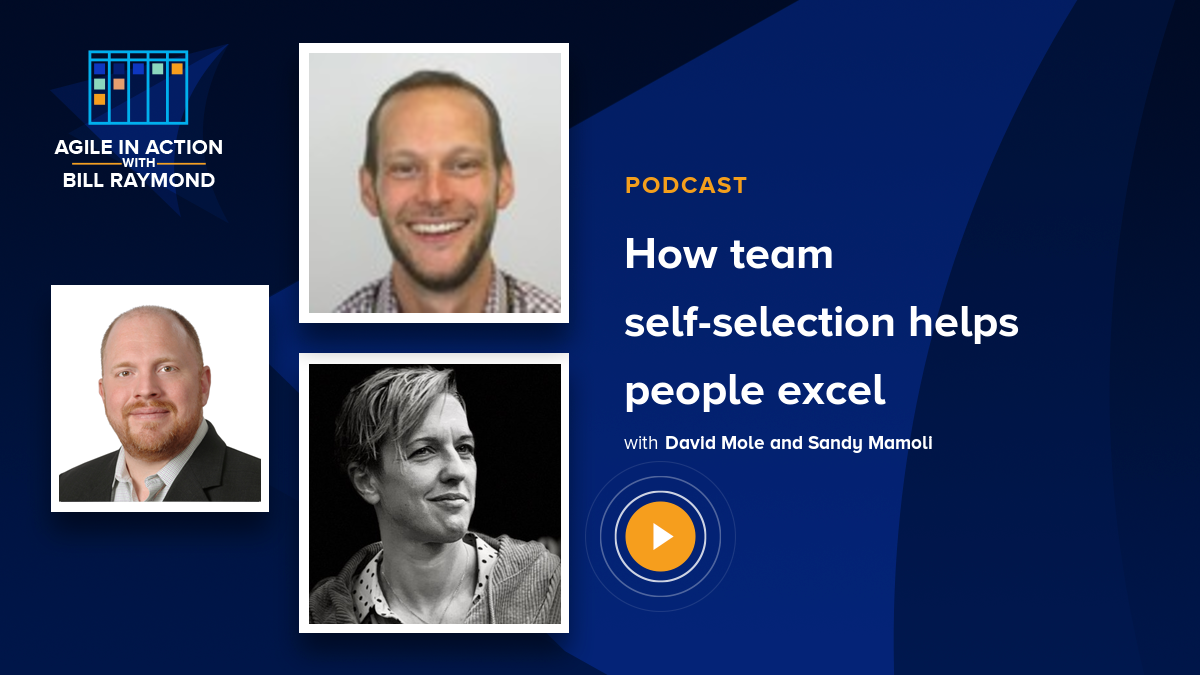 AGILE IN ACTION
WITH
BILL RAYMOND
PODCAST
How team
self-selection helps
people excel
with David Mole and Sandy Mamoli